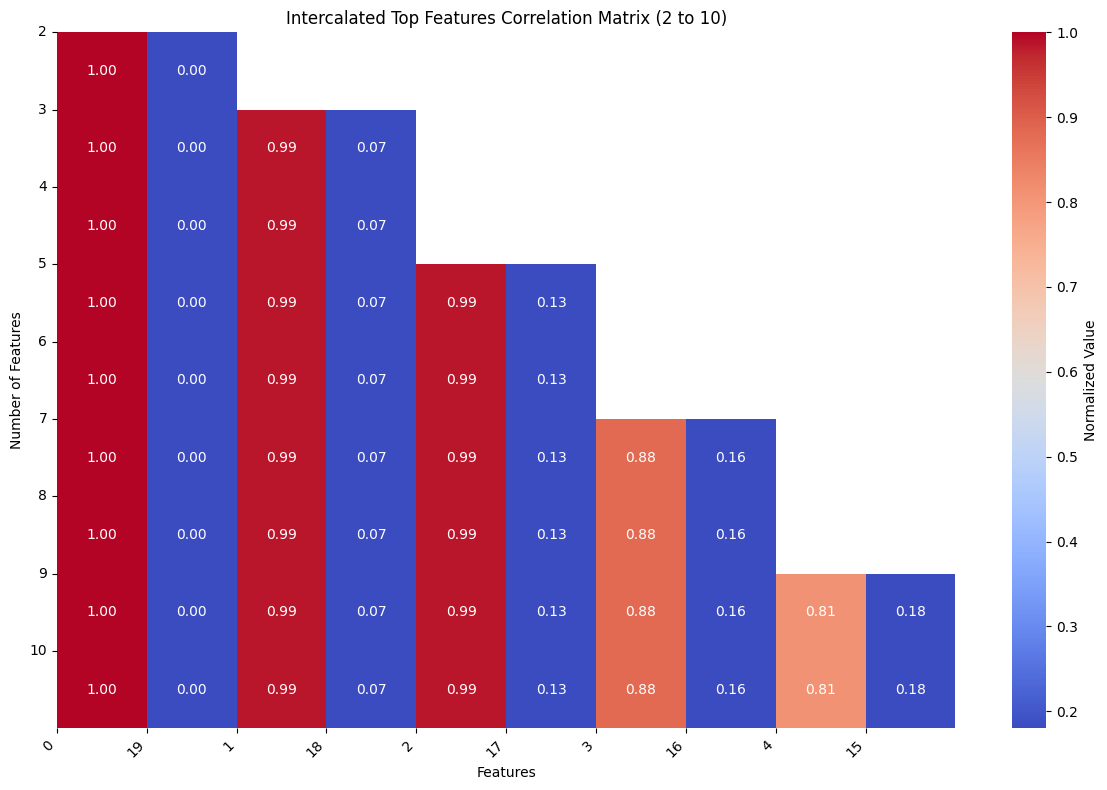 Intercalated Top Features Correlation Matrix (2 to 10)
2
1.00 0.00
3
1.00 0.00 0.99 0.07
4
1.00 0.00 0.99 0.07
5
1.00 0.00 0.99 0.07 0.99 0.13
6
1.00 0.00 0.99 0.07 0.99 0.13
7
1.00 0.00 0.99 0.07 0.99 0.13 0.88 0.16
8
1.00 0.00 0.99 0.07 0.99 0.13 0.88 0.16
9
1.00 0.00 0.99 0.07 0.99 0.13 0.88 0.16 0.81 0.18
10
1.00 0.00 0.99 0.07 0.99 0.13 0.88 0.16 0.81 0.18
Number of Features
0 19 1 18 2 17 3 16 4 15
Features
1.0
0.9
0.8
0.7
0.6
0.5
0.4
0.3
0.2
Normalized Value